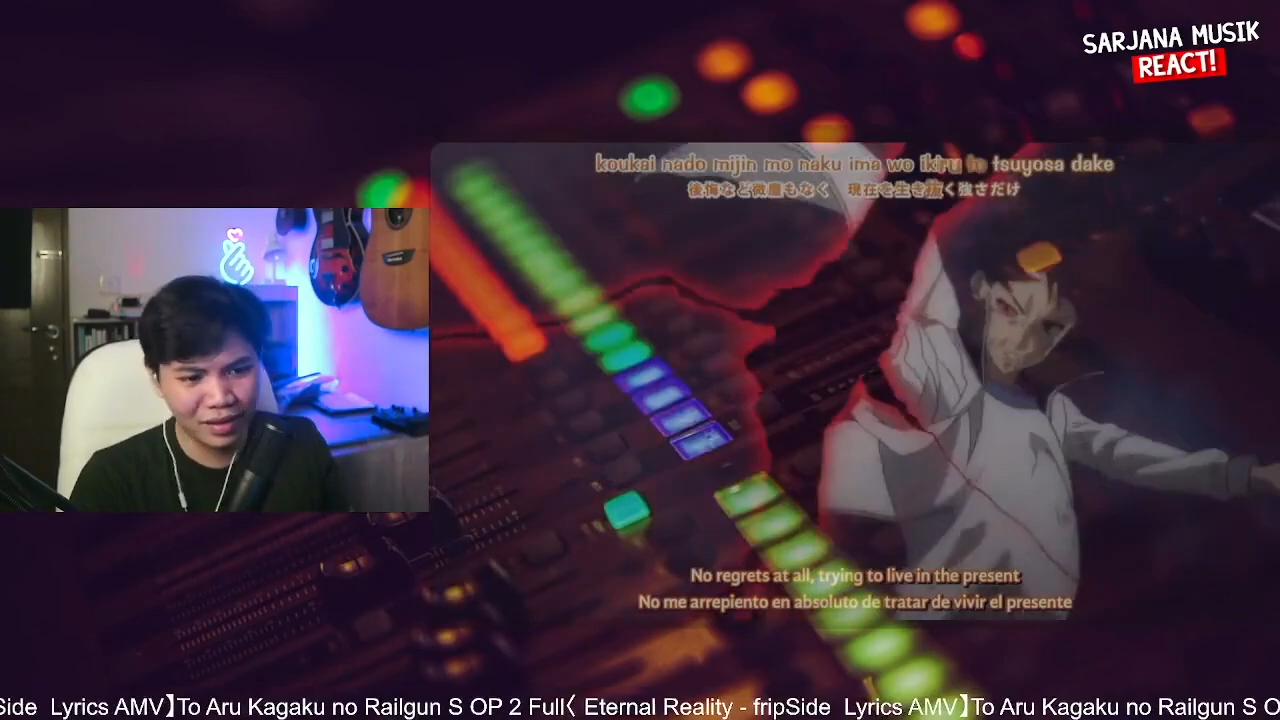 SARJANA MUSIK
REACT!
koukai nado mijin mo naku ima wo ikiru tsuyosa dake
後悔など微塵もなく 現在を生き抜く強さだけ
No regrets at all, trying to live in the present
No me arrepiento en absoluto de tratar de vivir el presente
Side Lyrics AMV】To Aru Kagaku no Railgun S OP 2 Full〈 Eternal Reality - fripSide Lyrics AMV】To Aru Kagaku no Railgun S O